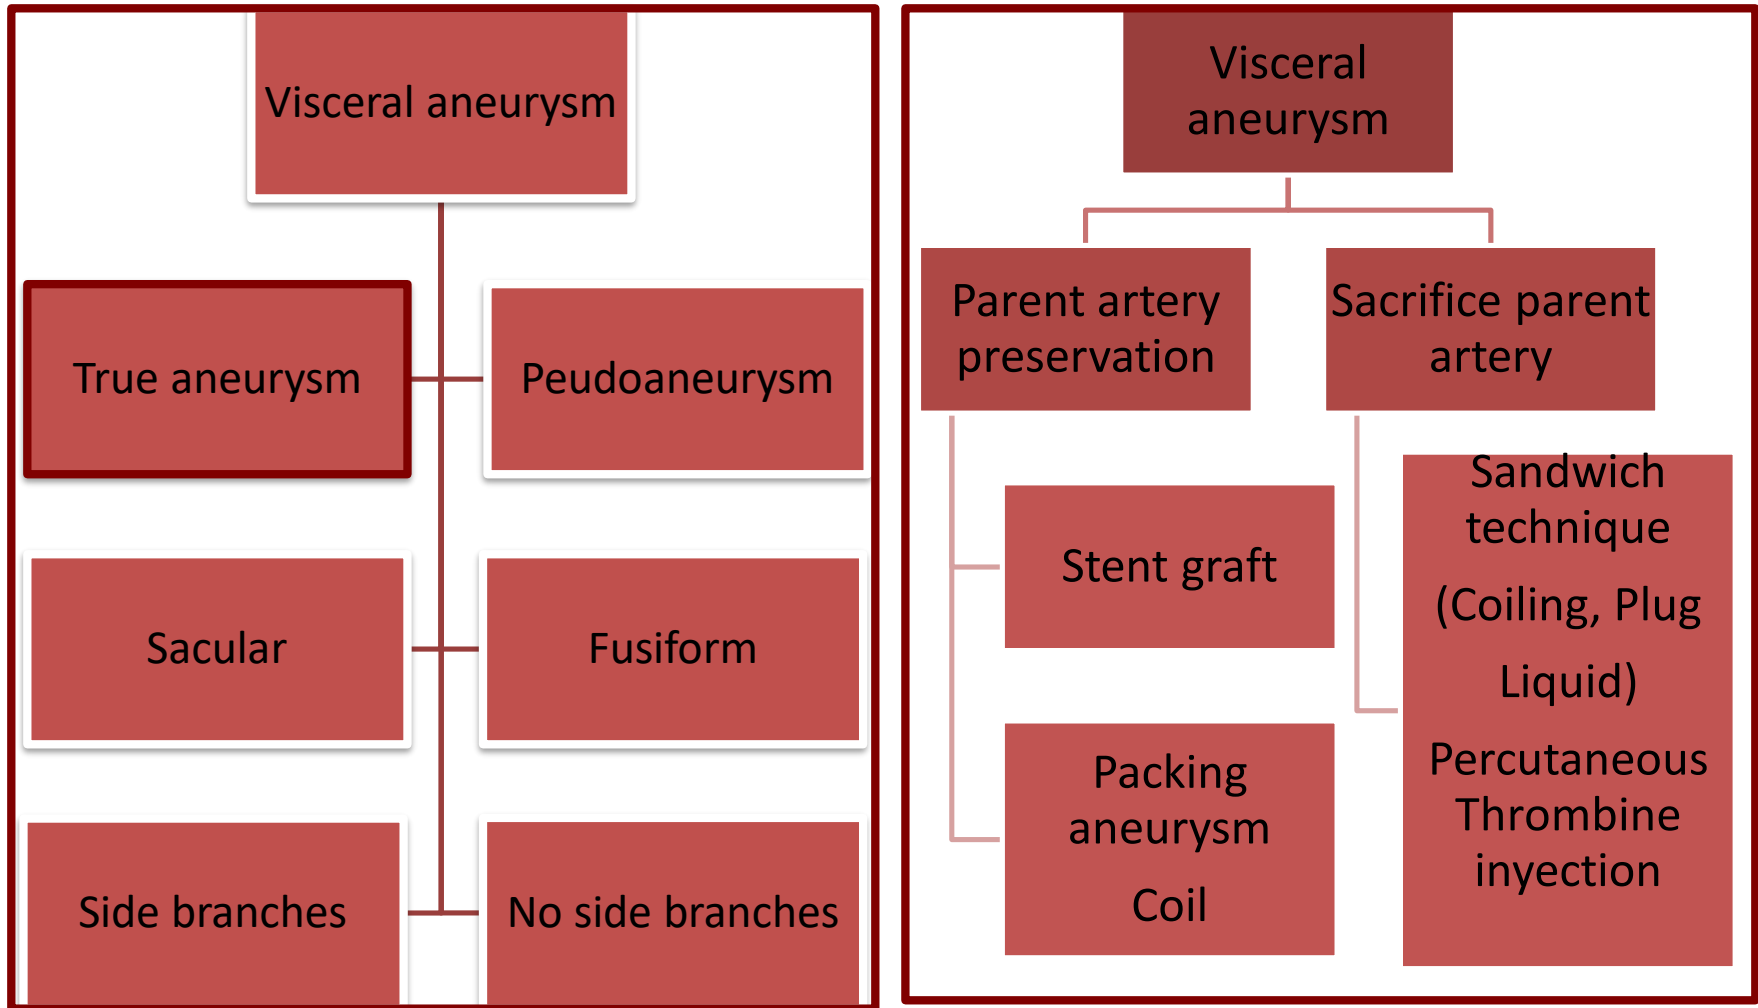 Visceral aneurysm
True aneurysm
Peudoaneurysm
Sacular
Fusiform
Side branches
No side branches
Visceral
aneurysm
Parent artery
preservation
Sacrifice parent
artery
Stent graft
Packing
aneurysm
Coil
Sandwich
technique
(Coiling, Plug
Liquid)
Percutaneous
Thrombine
inyection